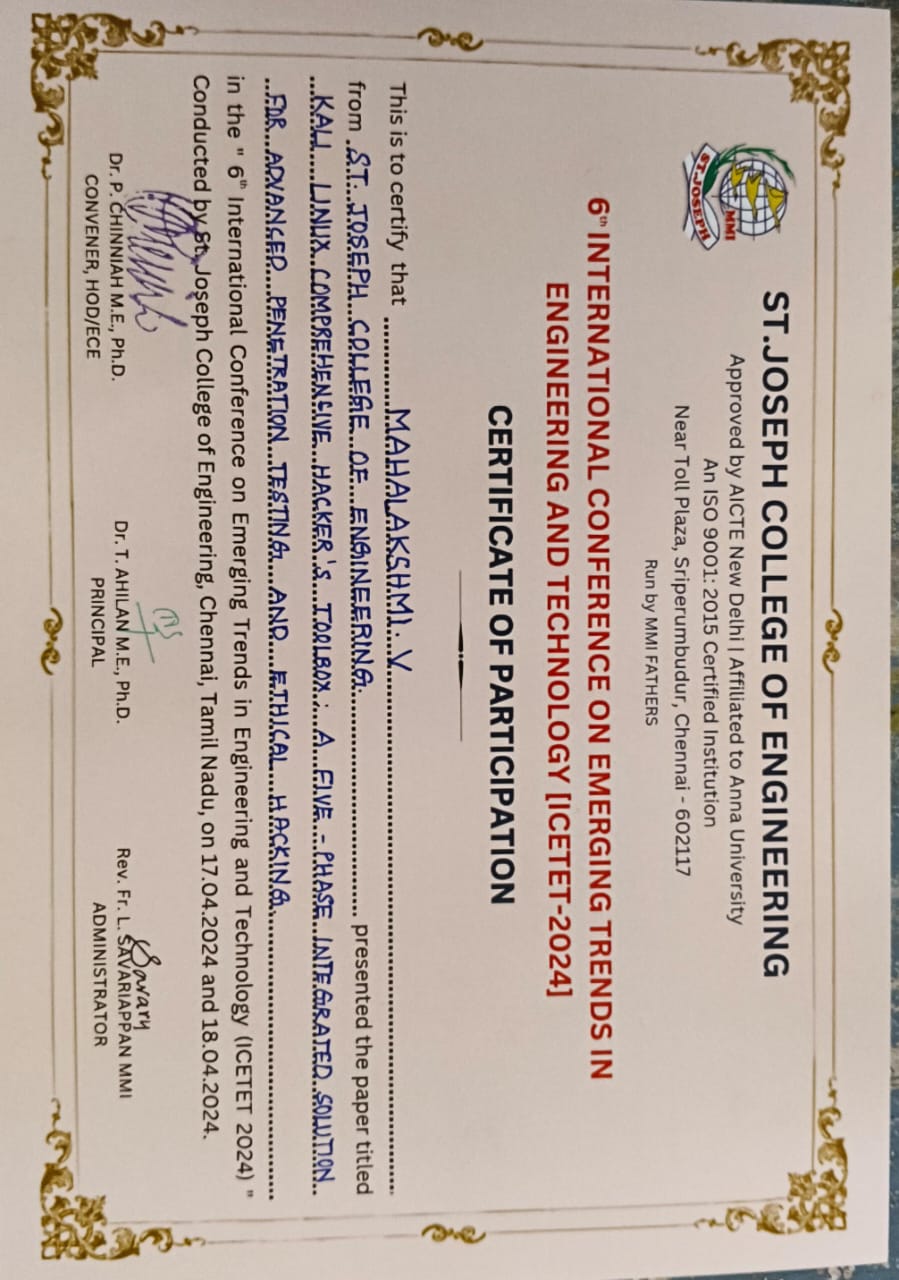 MMI
ST.JOSEPH
ST.JOSEPH COLLEGE OF ENGINEERING
Approved by AICTE New Delhi | Affiliated to Anna University
An ISO 9001: 2015 Certified Institution
Near Toll Plaza, Sriperumbudur, Chennai - 602117
Run by MMI FATHERS
6th INTERNATIONAL CONFERENCE ON EMERGING TRENDS IN
ENGINEERING AND TECHNOLOGY [ICETET-2024]
CERTIFICATE OF PARTICIPATION
This is to certify that MAHALAKSHMI. V
from ST. JOSEPH COLLEGE OF ENGINEERING. presented the paper titled
KALI LINUX COMPREHENSIVE HACKER'S TOOLBOX: A FIVE - PHASE INTEGRATED SOLUTION
FOR ADVANCED PENETRATION TESTING AND ETHICAL HACKING.
in the " 6th International Conference on Emerging Trends in Engineering and Technology (ICETET 2024) "
Conducted by St. Joseph College of Engineering, Chennai, Tamil Nadu, on 17.04.2024 and 18.04.2024.
Savary
Dr. P. CHINNIAH M.E., Ph.D. Dr. T. AHILAN M.E., Ph.D. Rev. Fr. L. SAVARIAPPAN MMI
CONVENER, HOD/ECE PRINCIPAL ADMINISTRATOR